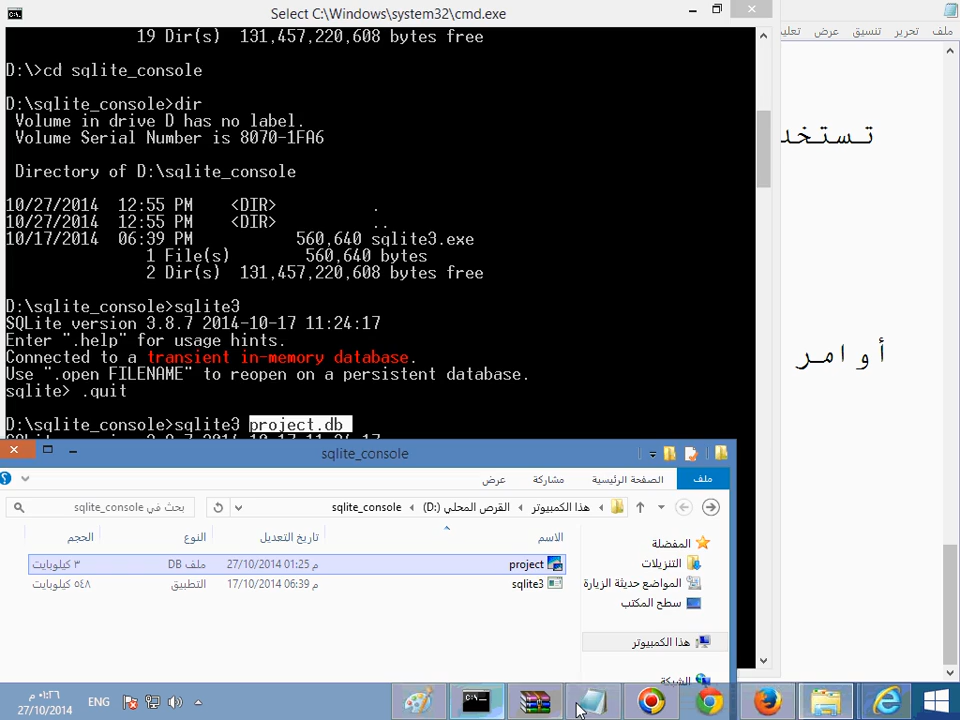 Select C:\Windows\system32\cmd.exe
19 Dir(s)  131,457,220,608 bytes free
D:\>cd sqlite_console
D:\sqlite_console>dir
Volume in drive D has no label.
Volume Serial Number is 8070-1FA6
Directory of D:\sqlite_console
10/27/2014  12:55 PM    <DIR>          .
10/27/2014  12:55 PM    <DIR>          ..
10/17/2014  06:39 PM           560,640 sqlite3.exe
1 File(s)        560,640 bytes
2 Dir(s)  131,457,220,608 bytes free
D:\sqlite_console>sqlite3
SQLite version 3.8.7 2014-10-17 11:24:17
Enter ".help" for usage hints.
Connected to a transient in-memory database.
Use ".open FILENAME" to reopen on a persistent database.
sqlite> .quit
D:\sqlite_console>sqlite3 project.db
ملف تحرير تنسيق عرض تعليم
تستخد
أوامر
sqlite_console
ملف الصفحة الرئيسية مشاركة عرض
هذا الكمبيوتر القرص المحلي (D:) sqlite_console
بحث في sqlite_console
الاسم تاريخ التعديل النوع الحجم
project 27/10/2014 01:25 م ملف DB ٣ كيلوبايت
sqlite3 17/10/2014 06:39 م التطبيق ٥٤٨ كيلوبايت
المفضلة
التنزيلات
المواضع حديثة الزيارة
سطح المكتب
هذا الكمبيوتر
الشبكة
ENG
٠١:٢٦ م
27/10/2014